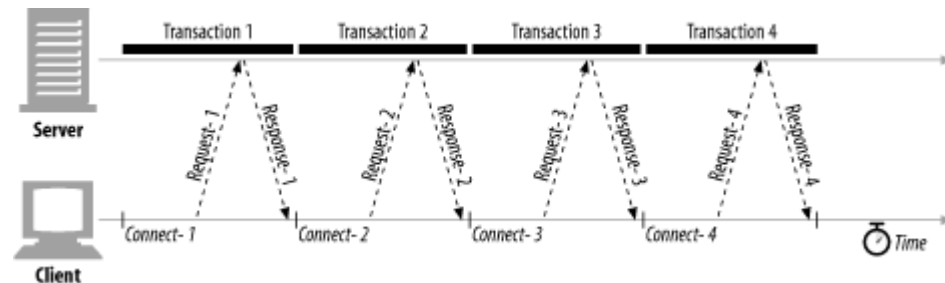 Transaction 1
Transaction 2
Transaction 3
Transaction 4
Server
Request- 1
Response- 1
Request- 2
Response- 2
Request- 3
Response- 3
Request- 4
Response- 4
Connect- 1
Connect- 2
Connect- 3
Connect- 4
Time
Client